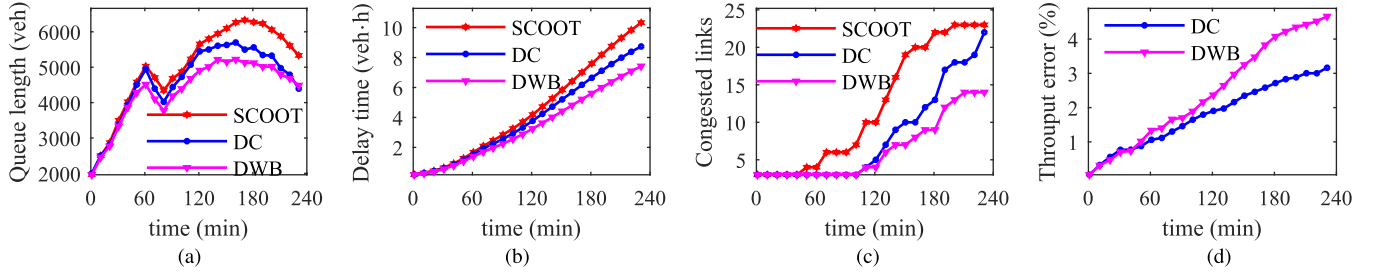 Queue length (veh)
6000
5000
4000
3000
2000
SCOOT
DC
DWB
0 60 120 180 240
time (min)
(a)
Delay time (veh·h)
10
8
6
4
2
SCOOT
DC
DWB
0 60 120 180 240
time (min)
(b)
Congested links
25
20
15
10
5
SCOOT
DC
DWB
0 60 120 180 240
time (min)
(c)
Throuput error (%)
4
3
2
1
DC
DWB
0 60 120 180 240
time (min)
(d)